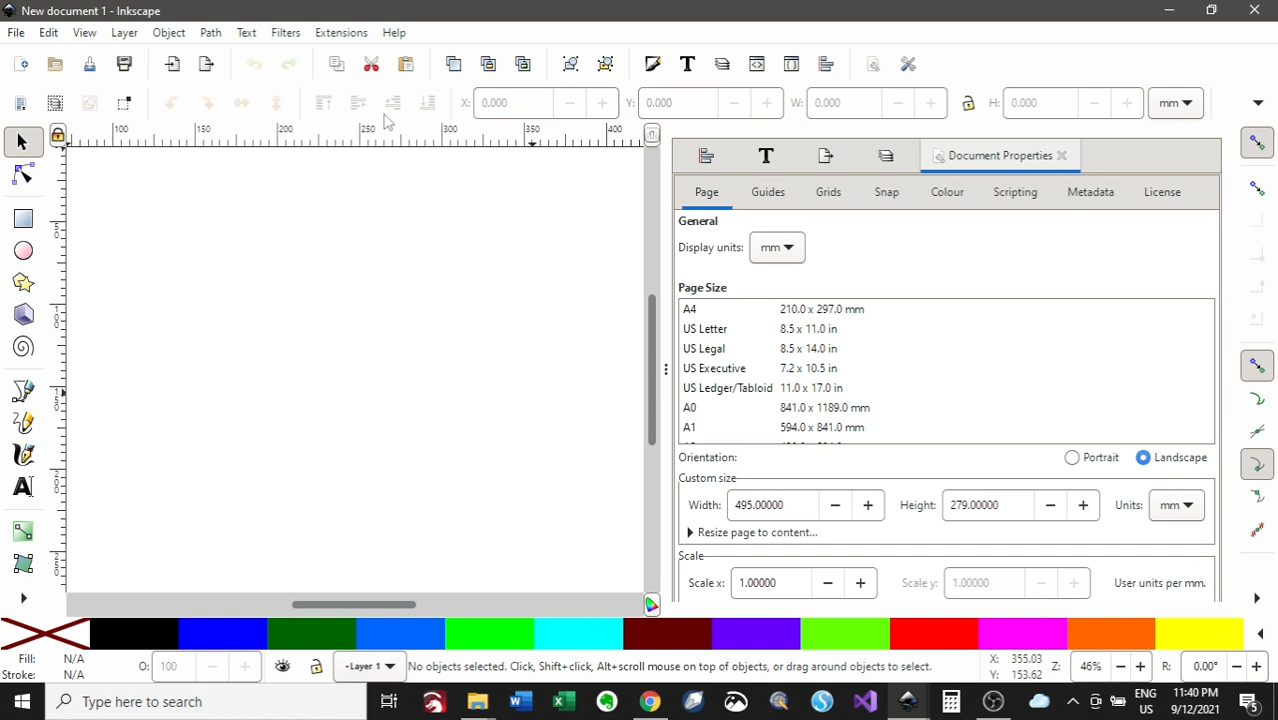 New document 1 - Inkscape
File Edit View Layer Object Path Text Filters Extensions Help
X: 0.000 Y: 0.000 W: 0.000 H: 0.000 mm
100 150 200 250 300 350 400
Document Properties
Page Guides Grids Snap Colour Scripting Metadata License
General
Display units: mm
Page Size
A4 210.0 x 297.0 mm
US Letter 8.5 x 11.0 in
US Legal 8.5 x 14.0 in
US Executive 7.2 x 10.5 in
US Ledger/Tabloid 11.0 x 17.0 in
A0 841.0 x 1189.0 mm
A1 594.0 x 841.0 mm
Orientation: Portrait Landscape
Custom size
Width: 495.00000 Height: 279.00000 Units: mm
Resize page to content...
Scale
Scale x: 1.00000 Scale y: 1.00000 User units per mm.
50
100
150
200
250
Fill: N/A
Stroke: N/A
O: 100
Layer 1
No objects selected. Click, Shift+click, Alt+scroll mouse on top of objects, or drag around objects to select.
X: 355.03
Y: 153.62
Z: 46% R: 0.00°
Type here to search
ENG
6
11:40 PM
9/12/2021
5